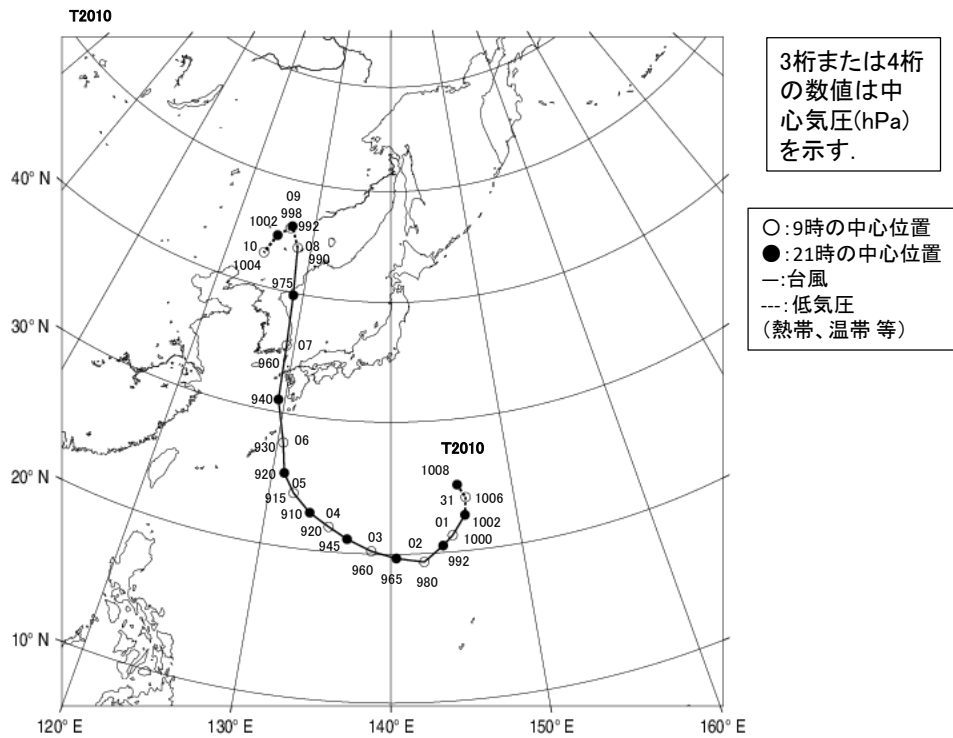 T2010
3桁または4桁
の数値は中
心気圧(hPa)
を示す.
40° N
09
998
992
1002
10
08
990
1004
○:9時の中心位置
●:21時の中心位置
—:台風
---:低気圧
(熱帯、温帯 等)
975
30° N
07
960
940
06
930
T2010
20° N
920
1008
05
31
1006
915
910
04
01
1002
920
03
02
1000
945
992
960
965
980
10° N
120° E
130° E
140° E
150° E
160° E